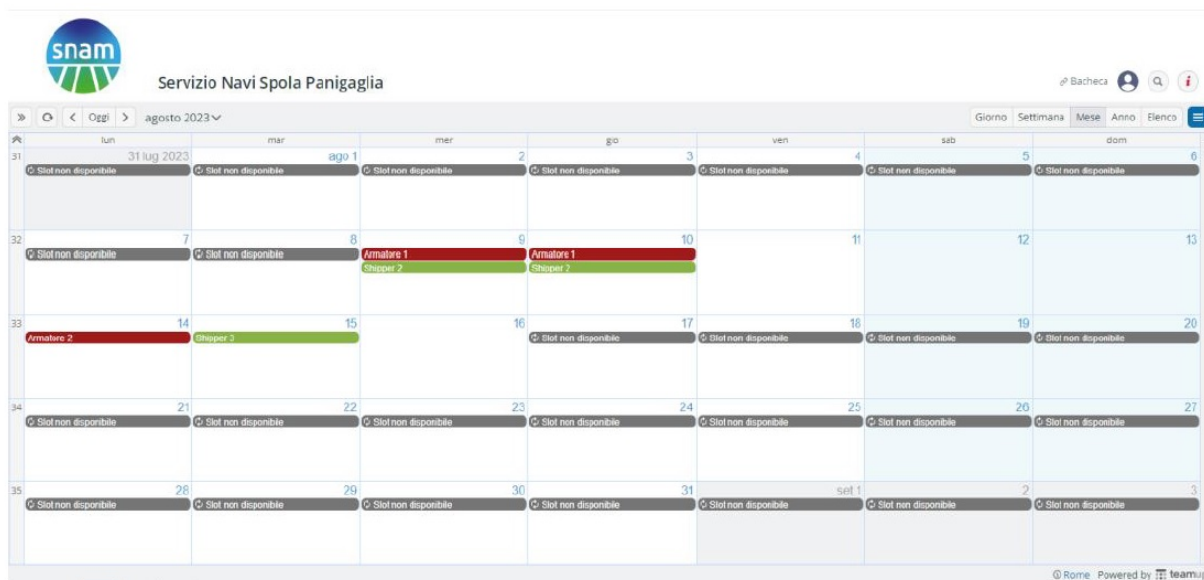 snam
Servizio Navi Spola Panigaglia
Bacheca
Oggi agosto 2023 Giorno Settimana Mese Anno Elenco
lun mar mer gio ven sab dom
31 31 lug 2023 ago 1 2 3 4 5 6
Slot non disponibile Slot non disponibile Slot non disponibile Slot non disponibile Slot non disponibile Slot non disponibile Slot non disponibile
32 7 8 9 10 11 12 13
Slot non disponibile Slot non disponibile Armatore 1 Armatore 1
Shipper 2 Shipper 2
33 14 15 16 17 18 19 20
Armatore 2 Shipper 3 Slot non disponibile Slot non disponibile Slot non disponibile Slot non disponibile
34 21 22 23 24 25 26 27
Slot non disponibile Slot non disponibile Slot non disponibile Slot non disponibile Slot non disponibile Slot non disponibile Slot non disponibile
35 28 29 30 31 set 1 2 3
Slot non disponibile Slot non disponibile Slot non disponibile Slot non disponibile Slot non disponibile Slot non disponibile Slot non disponibile
Rome Powered by teamup